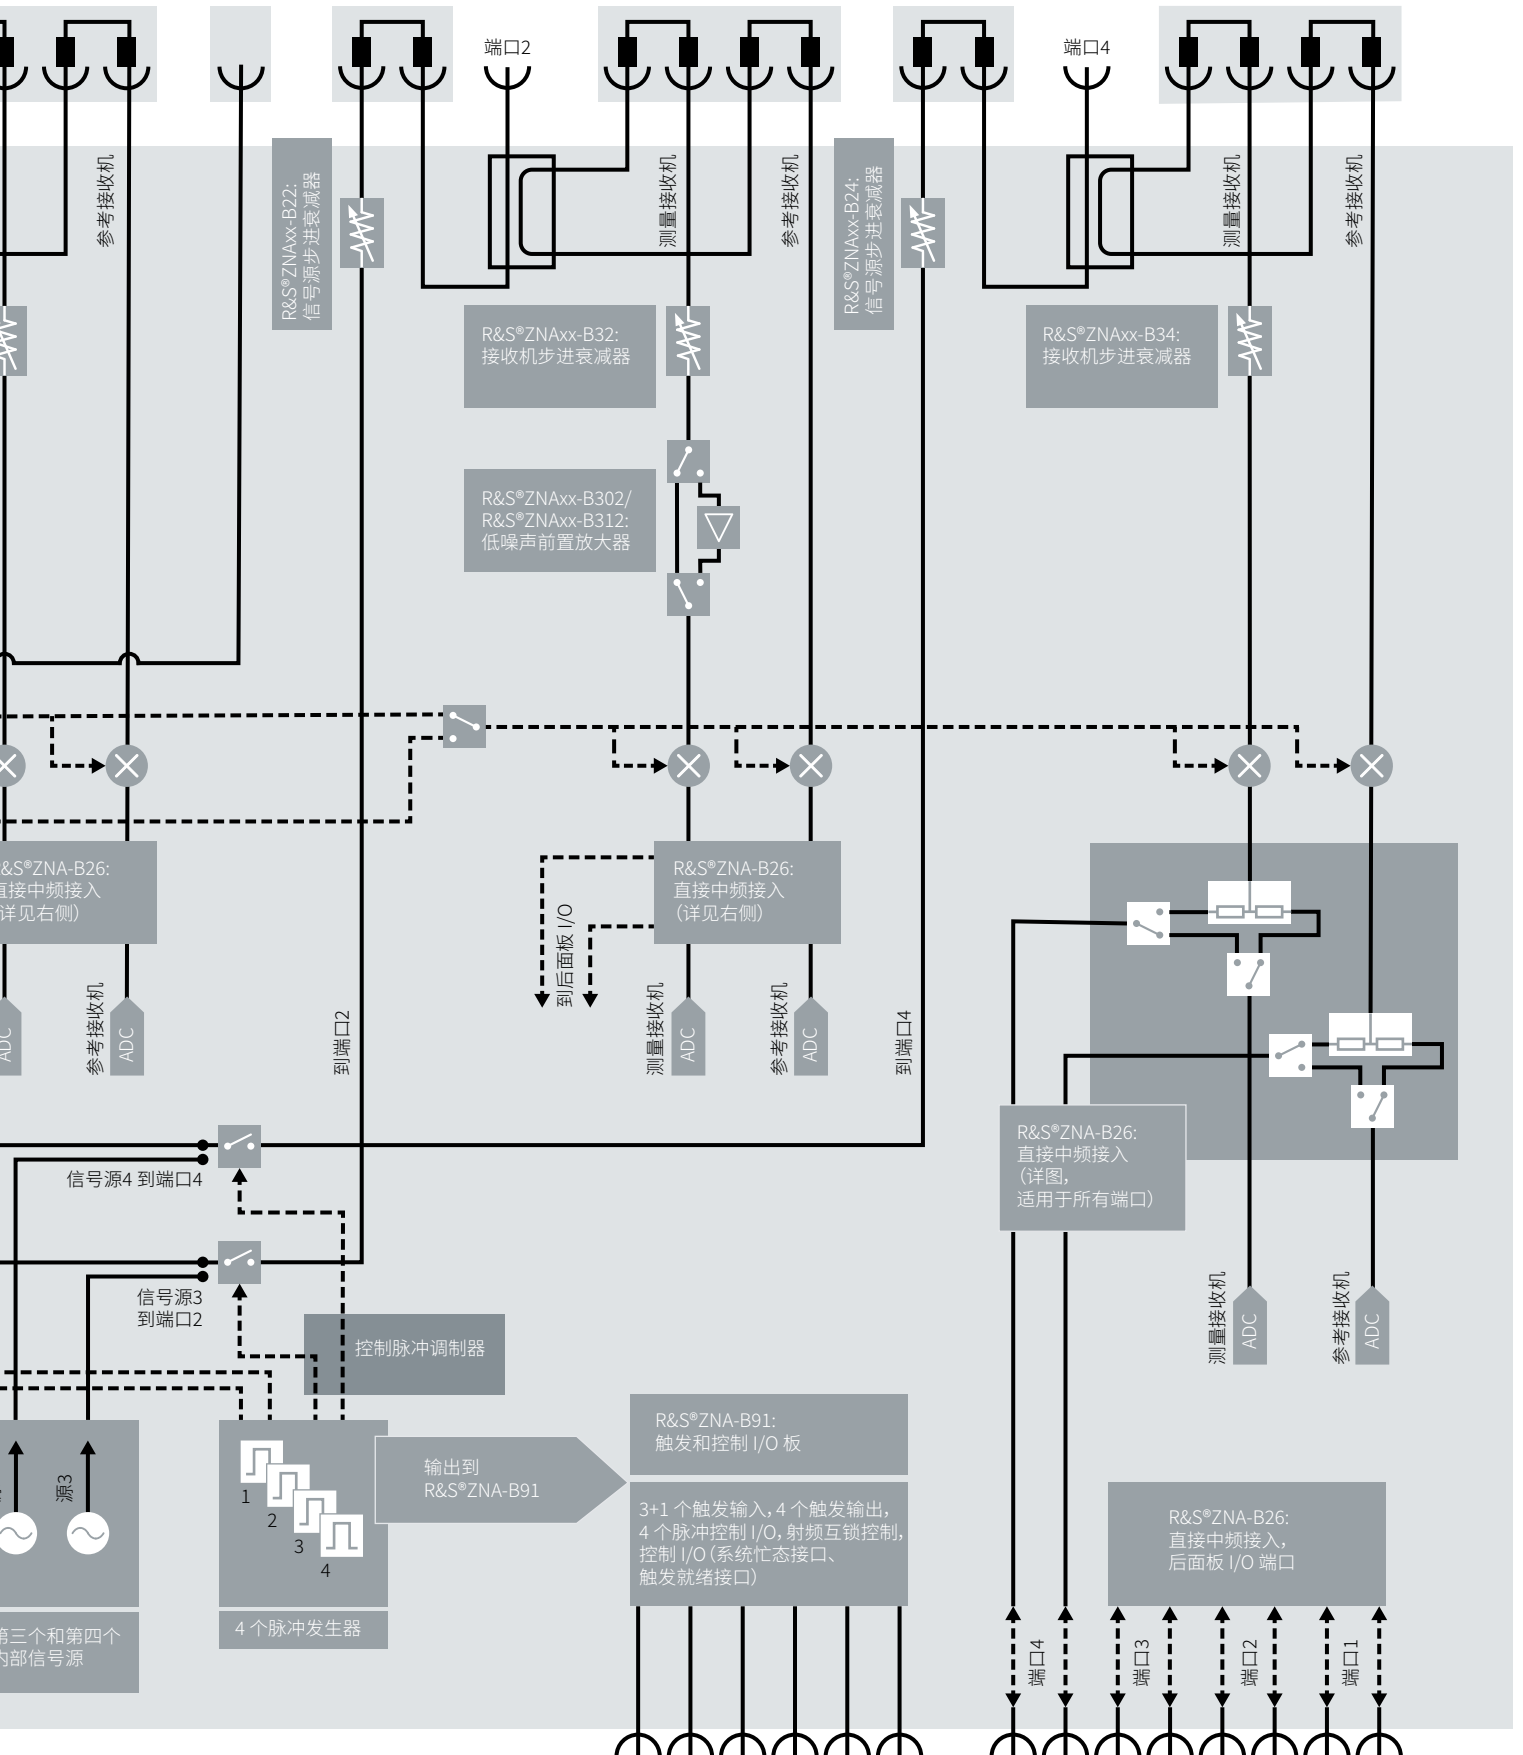 端口2
端口4
参考接收机
R&S®ZNAxx-B22:
信号源步进衰减器
测量接收机
参考接收机
R&S®ZNAxx-B24:
信号源步进衰减器
测量接收机
参考接收机
R&S®ZNAxx-B32:
接收机步进衰减器
R&S®ZNAxx-B34:
接收机步进衰减器
R&S®ZNAxx-B302/
R&S®ZNAxx-B312:
低噪声前置放大器
&S®ZNA-B26:
直接中频接入
详见右侧）
R&S®ZNA-B26:
直接中频接入
（详见右侧）
到后面板 I/O
ADC
参考接收机
ADC
到端口2
测量接收机
ADC
参考接收机
ADC
到端口4
信号源4 到端口4
R&S®ZNA-B26:
直接中频接入
（详图，
适用于所有端口）
信号源3
到端口2
测量接收机
ADC
参考接收机
ADC
控制脉冲调制器
R&S®ZNA-B91:
触发和控制 I/O 板
输出到
R&S®ZNA-B91
源3
1
2
3
4
3+1 个触发输入，4 个触发输出，
4 个脉冲控制 I/O，射频互锁控制，
控制 I/O（系统忙态接口、
触发就绪接口）
R&S®ZNA-B26:
直接中频接入，
后面板 I/O 端口
第三个和第四个
内部信号源
4 个脉冲发生器
端口4
端口3
端口2
端口1